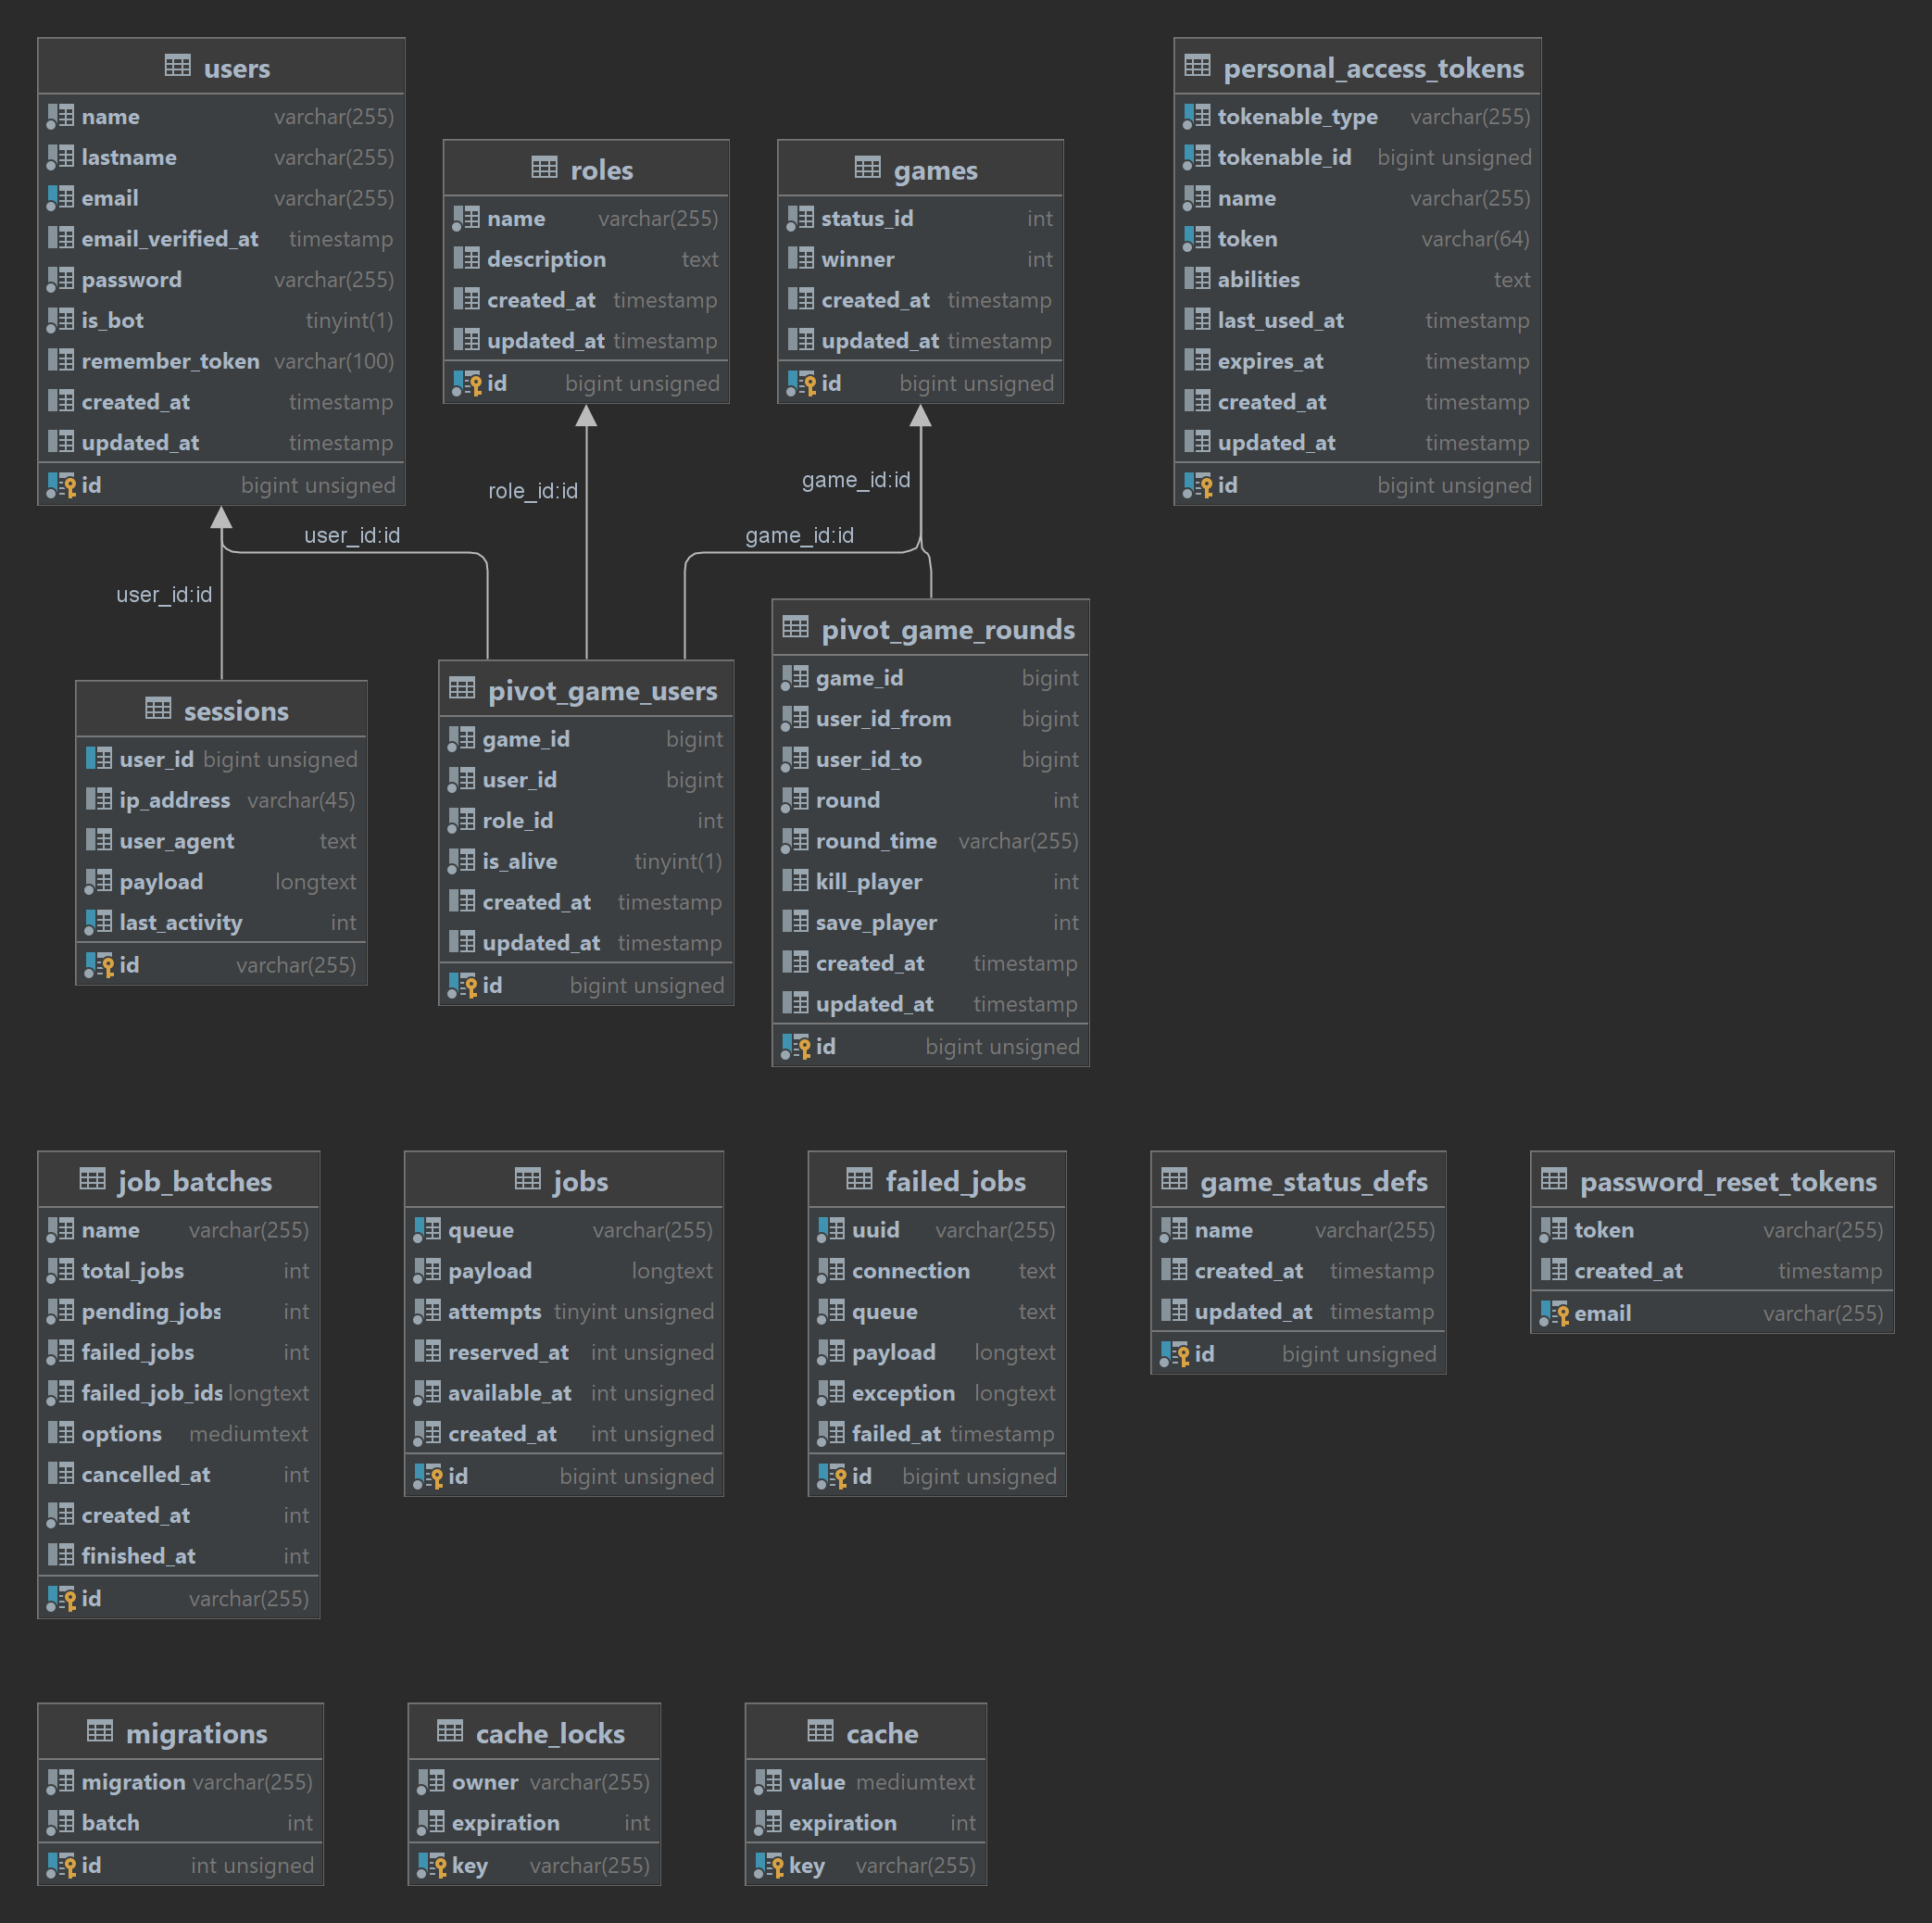 users
name varchar(255)
lastname varchar(255)
email varchar(255)
email_verified_at timestamp
password varchar(255)
is_bot tinyint(1)
remember_token varchar(100)
created_at timestamp
updated_at timestamp
id bigint unsigned
roles
name varchar(255)
description text
created_at timestamp
updated_at timestamp
id bigint unsigned
games
status_id int
winner int
created_at timestamp
updated_at timestamp
id bigint unsigned
personal_access_tokens
tokenable_type varchar(255)
tokenable_id bigint unsigned
name varchar(255)
token varchar(64)
abilities text
last_used_at timestamp
expires_at timestamp
created_at timestamp
updated_at timestamp
id bigint unsigned
game_id:id
role_id:id
user_id:id
game_id:id
user_id:id
sessions
user_id bigint unsigned
ip_address varchar(45)
user_agent text
payload longtext
last_activity int
id varchar(255)
pivot_game_users
game_id bigint
user_id bigint
role_id int
is_alive tinyint(1)
created_at timestamp
updated_at timestamp
id bigint unsigned
pivot_game_rounds
game_id bigint
user_id_from bigint
user_id_to bigint
round int
round_time varchar(255)
kill_player int
save_player int
created_at timestamp
updated_at timestamp
id bigint unsigned
job_batches
name varchar(255)
total_jobs int
pending_jobs int
failed_jobs int
failed_job_ids longtext
options mediumtext
cancelled_at int
created_at int
finished_at int
id varchar(255)
jobs
queue varchar(255)
payload longtext
attempts tinyint unsigned
reserved_at int unsigned
available_at int unsigned
created_at int unsigned
id bigint unsigned
failed_jobs
uuid varchar(255)
connection text
queue text
payload longtext
exception longtext
failed_at timestamp
id bigint unsigned
game_status_defs
name varchar(255)
created_at timestamp
updated_at timestamp
id bigint unsigned
password_reset_tokens
token varchar(255)
created_at timestamp
email varchar(255)
migrations
migration varchar(255)
batch int
id int unsigned
cache_locks
owner varchar(255)
expiration int
key varchar(255)
cache
value mediumtext
expiration int
key varchar(255)